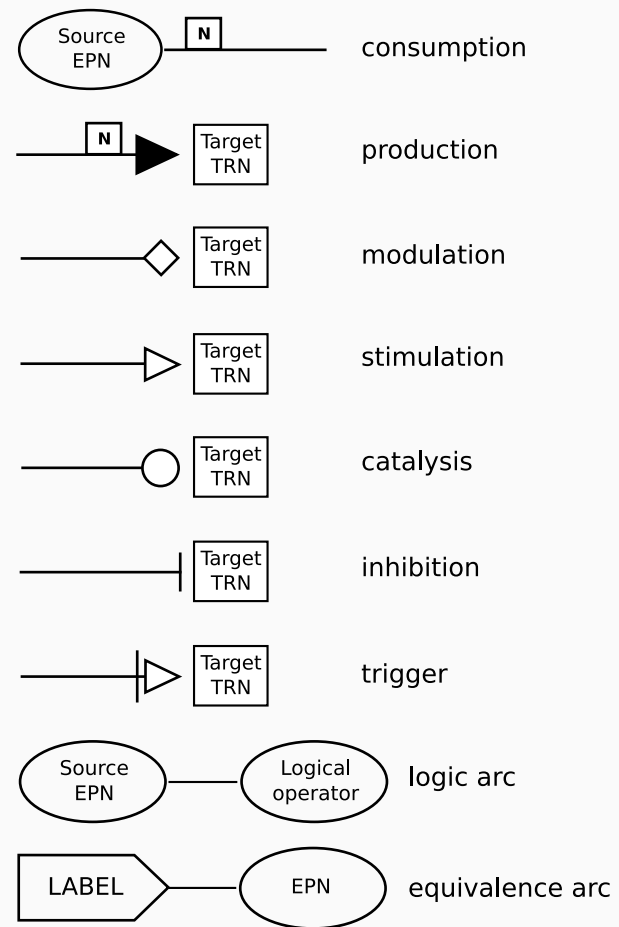 Source
EPN
N
consumption
N
Target
TRN
production
Target
TRN
modulation
Target
TRN
stimulation
Target
TRN
catalysis
Target
TRN
inhibition
Target
TRN
trigger
Source
EPN
Logical
operator
logic arc
LABEL
EPN
equivalence arc